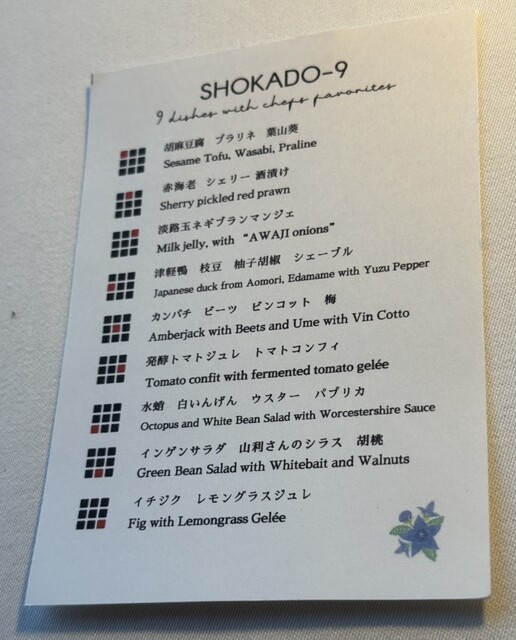 SHOKADO-9
9 dishes with chefs favorites
胡麻豆腐　プラリネ　葉山葵
Sesame Tofu, Wasabi, Praline
赤海老　シェリー酒漬け
Sherry pickled red prawn
淡路玉ネギブランマンジェ
Milk jelly, with “AWAJI onions”
津軽鴨　枝豆　柚子胡椒　シェーブル
Japanese duck from Aomori, Edamame with Yuzu Pepper
カンパチ　ビーツ　ビンコット　梅
Amberjack with Beets and Ume with Vin Cotto
発酵トマトジュレ　トマトコンフィ
Tomato confit with fermented tomato gelée
水蛸　白いんげん　ウスター　パプリカ
Octopus and White Bean Salad with Worcestershire Sauce
インゲンサラダ　山利さんのシラス　胡桃
Green Bean Salad with Whitebait and Walnuts
イチジク　レモングラスジュレ
Fig with Lemongrass Gelée